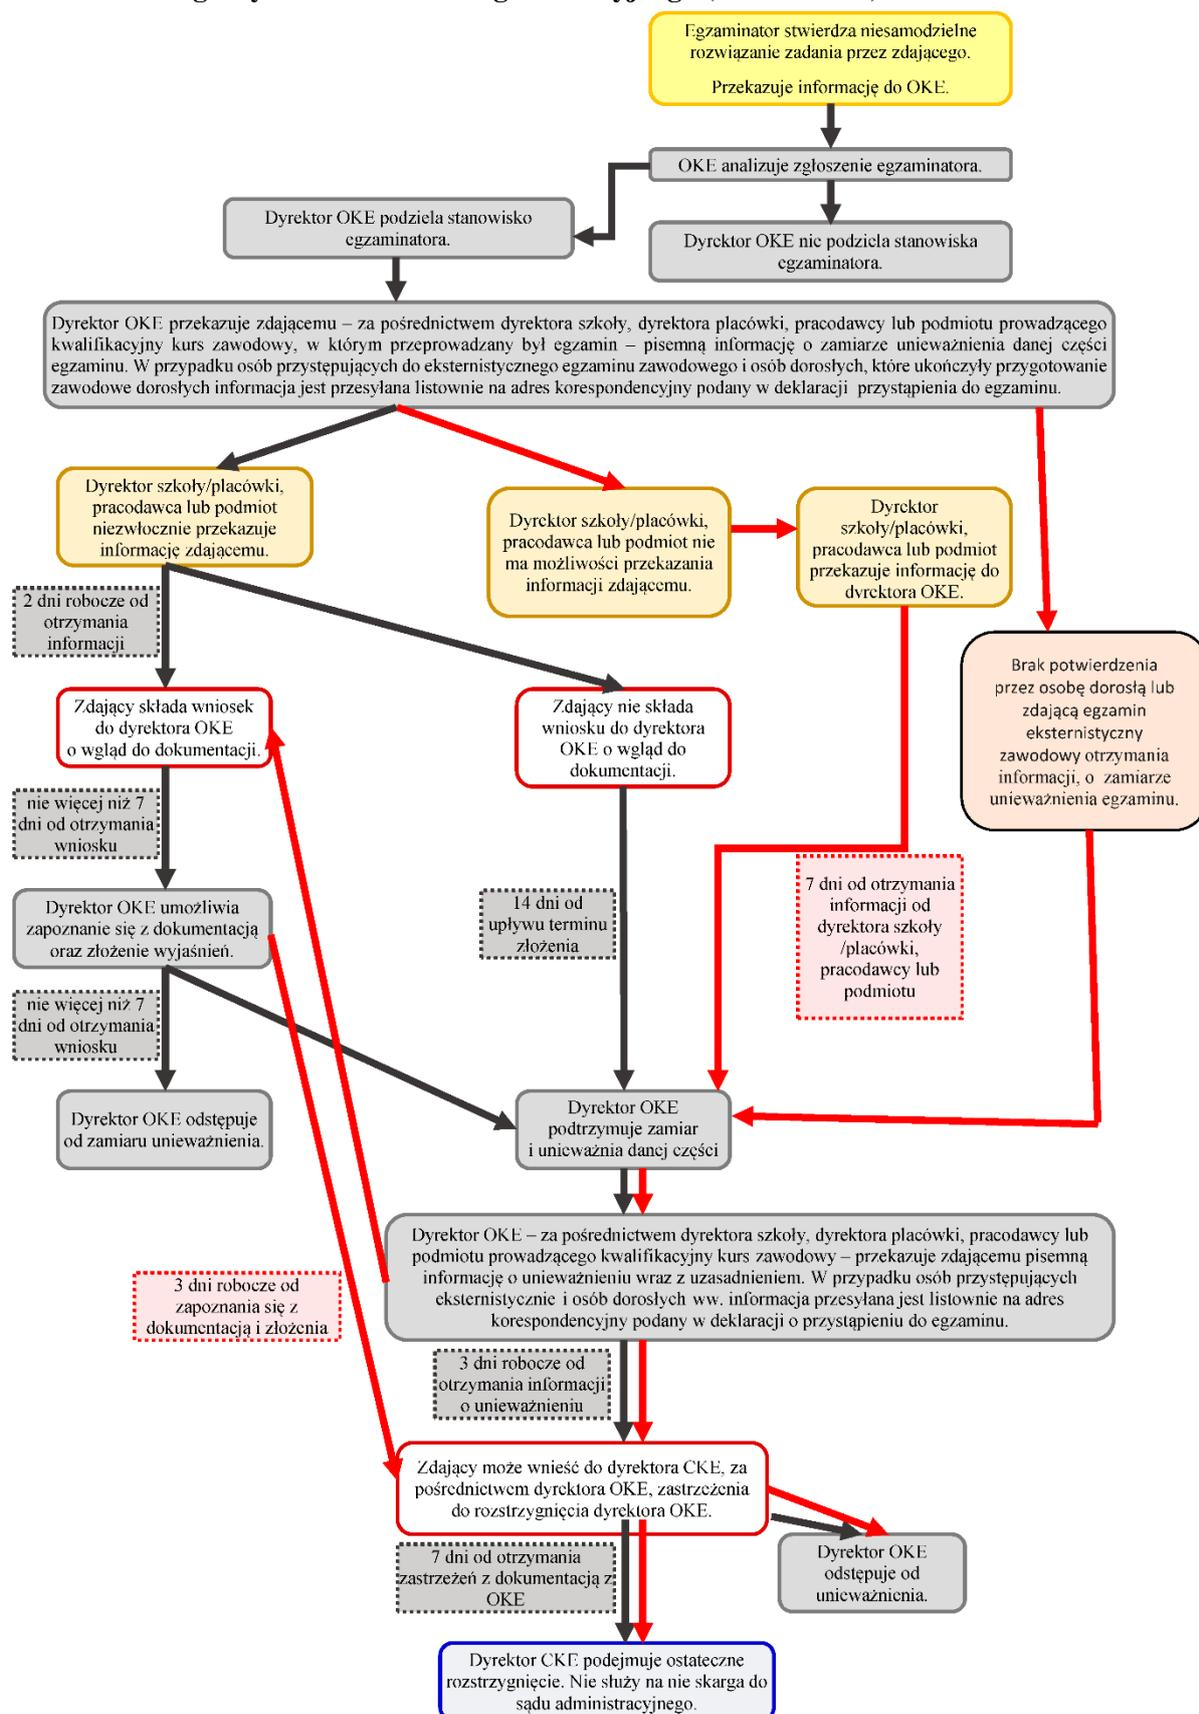 Egzaminator stwierdza niesamodzielne
rozwiązanie zadania przez zdającego.
Przekazuje informację do OKE.
OKE analizuje zgłoszenie egzaminatora.
Dyrektor OKE podziela stanowisko
egzaminatora.
Dyrektor OKE nie podziela stanowiska
egzaminatora.
Dyrektor OKE przekazuje zdającemu – za pośrednictwem dyrektora szkoły, dyrektora placówki, pracodawcy lub podmiotu prowadzącego
kwalifikacyjny kurs zawodowy, w którym przeprowadzany był egzamin – pisemną informację o zamiarze unieważnienia danej części
egzaminu. W przypadku osób przystępujących do eksternistycznego egzaminu zawodowego i osób dorosłych, które ukończyły przygotowanie
zawodowe dorosłych informacja jest przesyłana listownie na adres korespondencyjny podany w deklaracji przystąpienia do egzaminu.
Dyrektor szkoły/placówki,
pracodawca lub podmiot
niezwłocznie przekazuje
informację zdającemu.
Dyrektor szkoły/placówki,
pracodawca lub podmiot nie
ma możliwości przekazania
informacji zdającemu.
Dyrektor
szkoły/placówki,
pracodawca lub podmiot
przekazuje informację do
dyrektora OKE.
2 dni robocze od
otrzymania
informacji
Brak potwierdzenia
przez osobę dorosłą lub
zdającą egzamin
eksternistyczny
zawodowy otrzymania
informacji, o zamiarze
unieważnienia egzaminu.
Zdający składa wniosek
do dyrektora OKE
o wgląd do dokumentacji.
Zdający nie składa
wniosku do dyrektora
OKE o wgląd do
dokumentacji.
nie więcej niż 7
dni od otrzymania
wniosku
Dyrektor OKE umożliwia
zapoznanie się z dokumentacją
oraz złożenie wyjaśnień.
14 dni od
upływu terminu
złożenia
7 dni od otrzymania
informacji od
dyrektora szkoły
/placówki,
pracodawcy lub
podmiotu
nie więcej niż 7
dni od otrzymania
wniosku
Dyrektor OKE odstępuje
od zamiaru unieważnienia.
Dyrektor OKE
podtrzymuje zamiar
i unieważnia danej części
Dyrektor OKE – za pośrednictwem dyrektora szkoły, dyrektora placówki, pracodawcy lub
podmiotu prowadzącego kwalifikacyjny kurs zawodowy – przekazuje zdającemu pisemną
informację o unieważnieniu wraz z uzasadnieniem. W przypadku osób przystępujących
eksternistycznie i osób dorosłych ww. informacja przesyłana jest listownie na adres
korespondencyjny podany w deklaracji o przystąpieniu do egzaminu.
3 dni robocze od
zapoznania się z
dokumentacją i złożenia
3 dni robocze od
otrzymania informacji
o unieważnieniu
Zdający może wnieść do dyrektora CKE, za
pośrednictwem dyrektora OKE, zastrzeżenia
do rozstrzygnięcia dyrektora OKE.
7 dni od otrzymania
zastrzeżeń z dokumentacją z
OKE
Dyrektor OKE
odstępuje od
unieważnienia.
Dyrektor CKE podejmuje ostateczne
rozstrzygnięcie. Nie służy na nie skarga do
sądu administracyjnego.